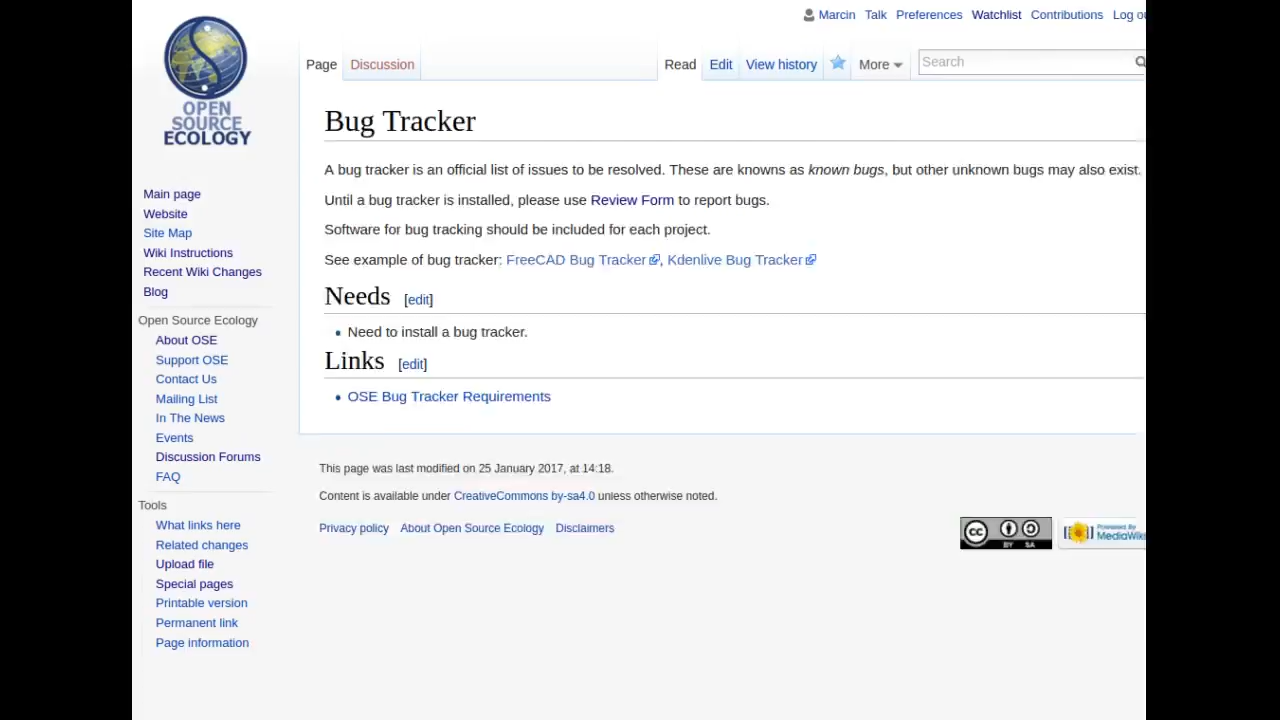 Marcin Talk Preferences Watchlist Contributions Log ou
Page Discussion Read Edit View history More Search
OPEN
SOURCE
ECOLOGY
Main page
Website
Site Map
Wiki Instructions
Recent Wiki Changes
Blog
Open Source Ecology
About OSE
Support OSE
Contact Us
Mailing List
In The News
Events
Discussion Forums
FAQ
Tools
What links here
Related changes
Upload file
Special pages
Printable version
Permanent link
Page information
Bug Tracker
A bug tracker is an official list of issues to be resolved. These are knowns as known bugs, but other unknown bugs may also exist.
Until a bug tracker is installed, please use Review Form to report bugs.
Software for bug tracking should be included for each project.
See example of bug tracker: FreeCAD Bug Tracker, Kdenlive Bug Tracker
Needs [edit]
• Need to install a bug tracker.
Links [edit]
• OSE Bug Tracker Requirements
This page was last modified on 25 January 2017, at 14:18.
Content is available under CreativeCommons by-sa4.0 unless otherwise noted.
Privacy policy About Open Source Ecology Disclaimers
cc BY SA
Powered By
MediaWiki